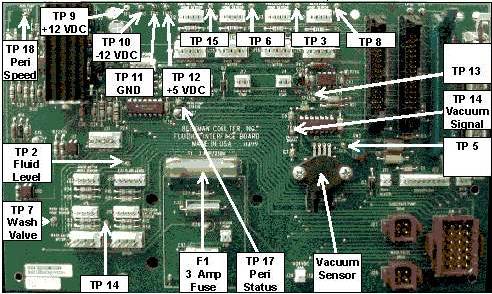 TP 9
+12 VDC
TP 18
Peri
Speed
TP 10
-12 VDC
TP 15
TP 6
TP 3
TP 8
TP 11
GND
TP 12
+5 VDC
TP 13
TP 14
Vacuum
Signal
BECKMAN COULTER, INC.
FLUIDIC INTERFACE BOARD
MADE IN USA
TP 2
Fluid
Level
TP 5
TP 7
Wash
Valve
TP 14
F1
3 Amp
Fuse
TP 17
Peri
Status
Vacuum
Sensor